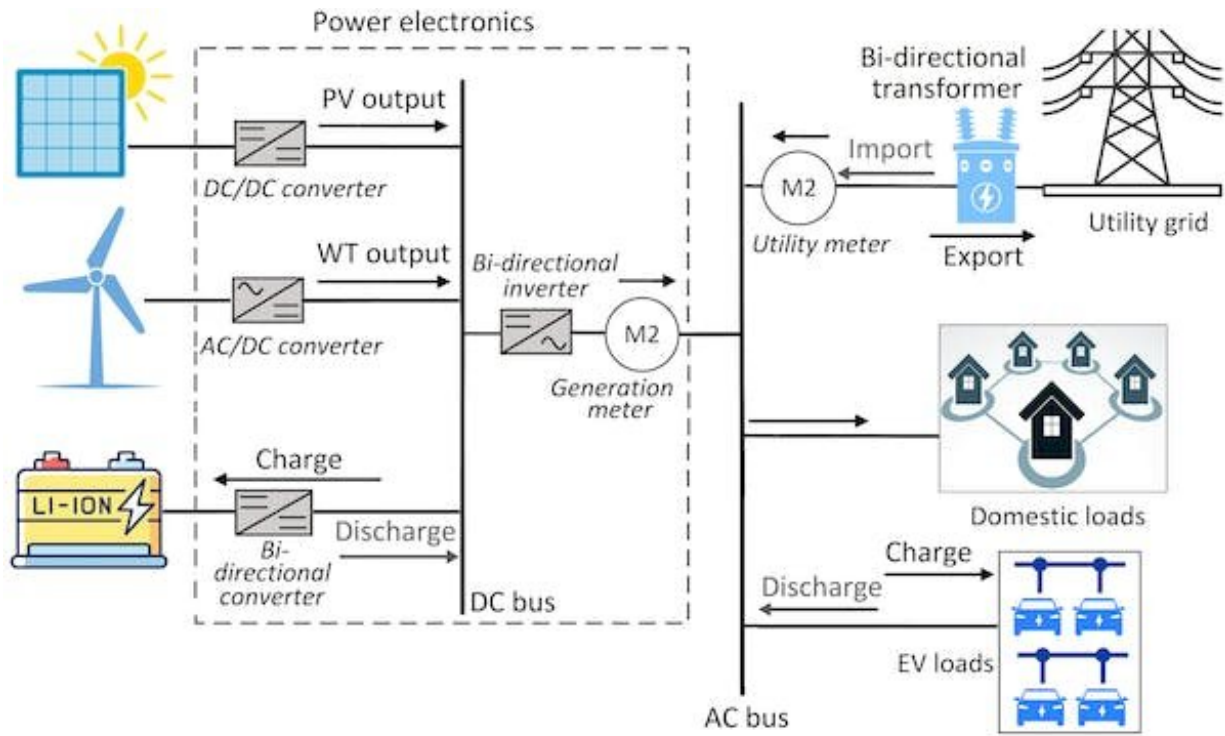 Power electronics
PV output
DC/DC converter
WT output
AC/DC converter
Charge
LI-ION
Discharge
Bi-
directional
converter
DC bus
Bi-directional
inverter
M2
Generation
meter
Bi-directional
transformer
Import
M2
Utility meter
Export
Utility grid
Domestic loads
Charge
Discharge
EV loads
AC bus